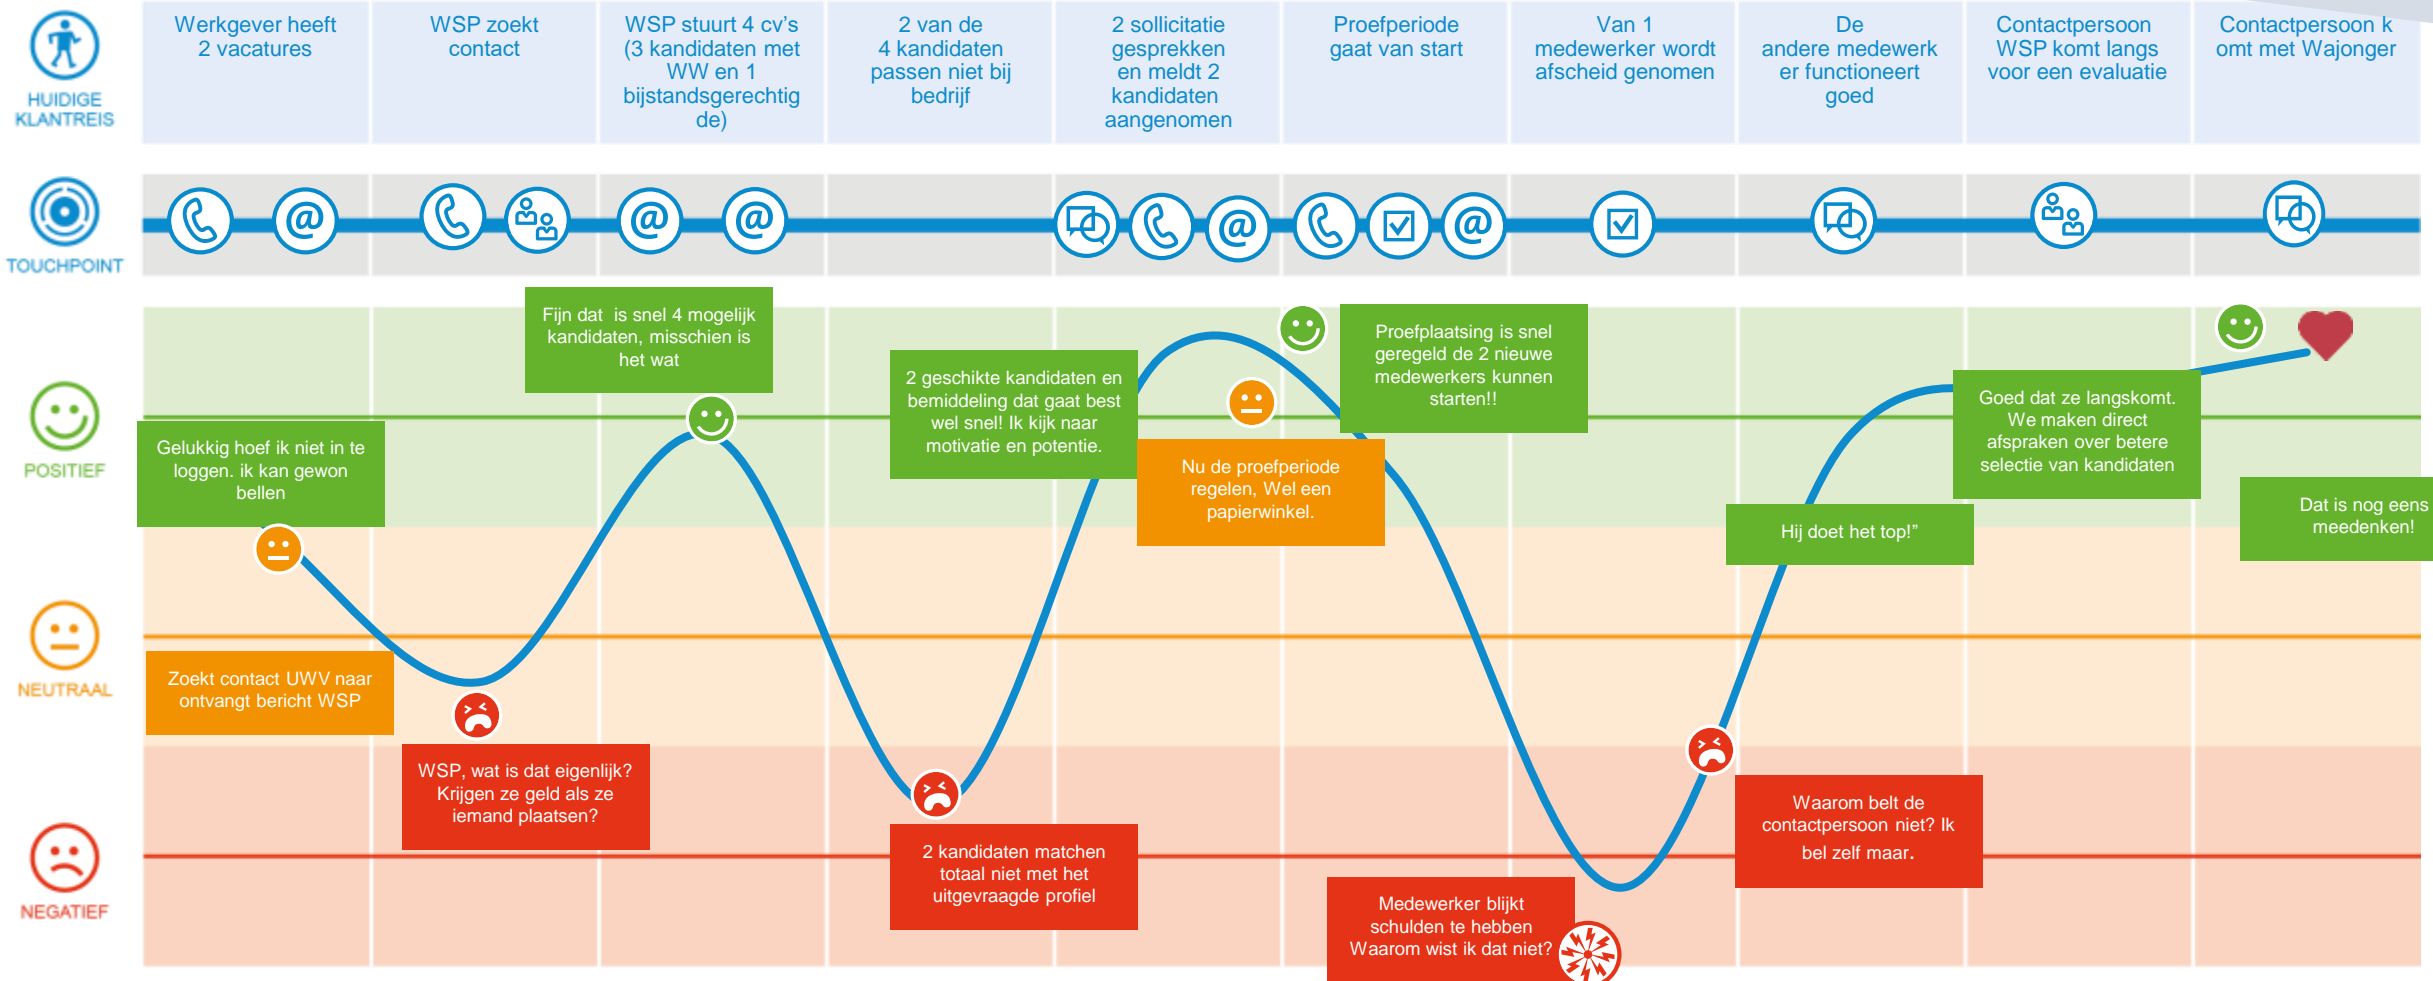 HUIDIGE
KLANTREIS
Werkgever heeft
2 vacatures
WSP zoekt
contact
WSP stuurt 4 cv's
(3 kandidaten met
WW en 1
bijstandsgerechtig
de)
2 van de
4 kandidaten
passen niet bij
bedrijf
2 sollicitatie
gesprekken
en meldt 2
kandidaten
aangenomen
Proefperiode
gaat van start
Van 1
medewerker wordt
afscheid genomen
De
andere medewerk
er functioneert
goed
Contactpersoon
WSP komt langs
voor een evaluatie
Contactpersoon k
omt met Wajonger
TOUCHPOINT
@
@
@
@
@
POSITIEF
NEUTRAAL
NEGATIEF
Gelukkig hoef ik niet in te
loggen. ik kan gewon
bellen
Zoekt contact UWV naar
ontvangt bericht WSP
WSP, wat is dat eigenlijk?
Krijgen ze geld als ze
iemand plaatsen?
Fijn dat is snel 4 mogelijk
kandidaten, misschien is
het wat
2 geschikte kandidaten en
bemiddeling dat gaat best
wel snel! Ik kijk naar
motivatie en potentie.
2 kandidaten matchen
totaal niet met het
uitgevraagde profiel
Nu de proefperiode
regelen, Wel een
papierwinkel.
Proefplaatsing is snel
geregeld de 2 nieuwe
medewerkers kunnen
starten!!
Medewerker blijkt
schulden te hebben
Waarom wist ik dat niet?
Hij doet het top!”
Waarom belt de
contactpersoon niet? Ik
bel zelf maar.
Goed dat ze langskomt.
We maken direct
afspraken over betere
selectie van kandidaten
Dat is nog eens
meedenken!